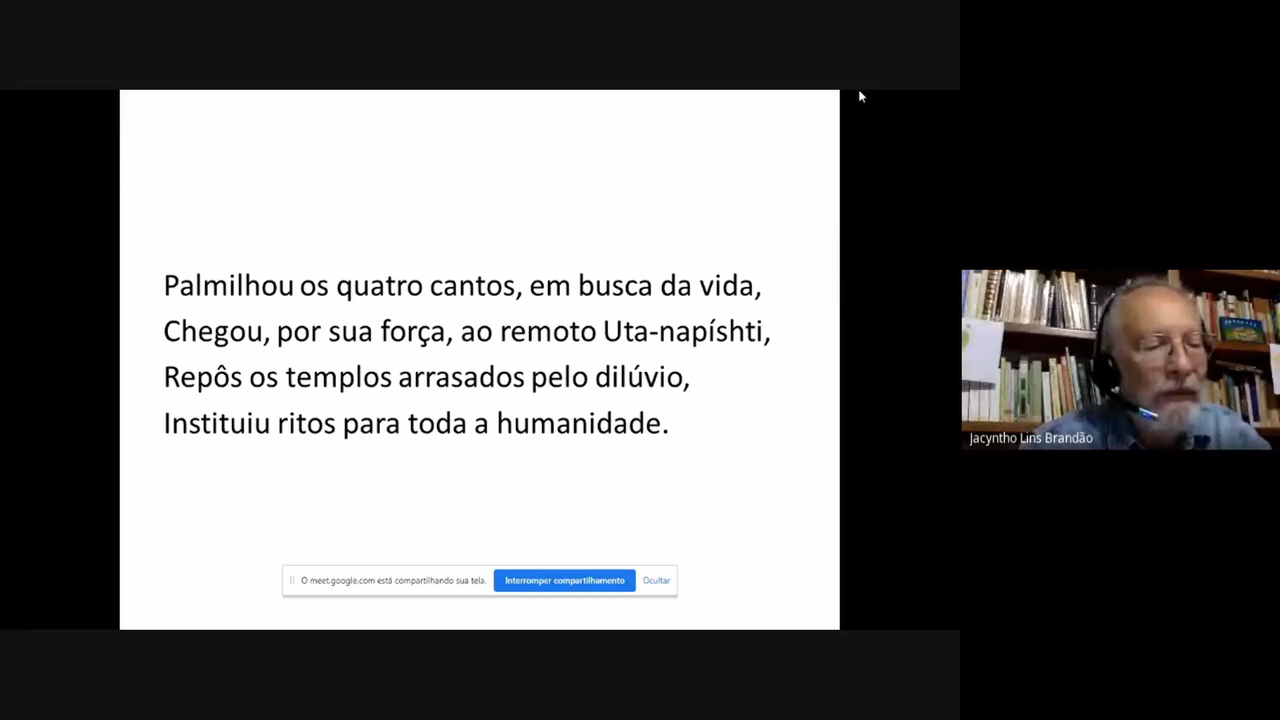 Palmilhou os quatro cantos, em busca da vida,
Chegou, por sua força, ao remoto Uta-napíshti,
Repôs os templos arrasados pelo dilúvio,
Instituiu ritos para toda a humanidade.
Jacyntho Lins Brandão
O meet.google.com está compartilhando sua tela.
Interromper compartilhamento
Ocultar